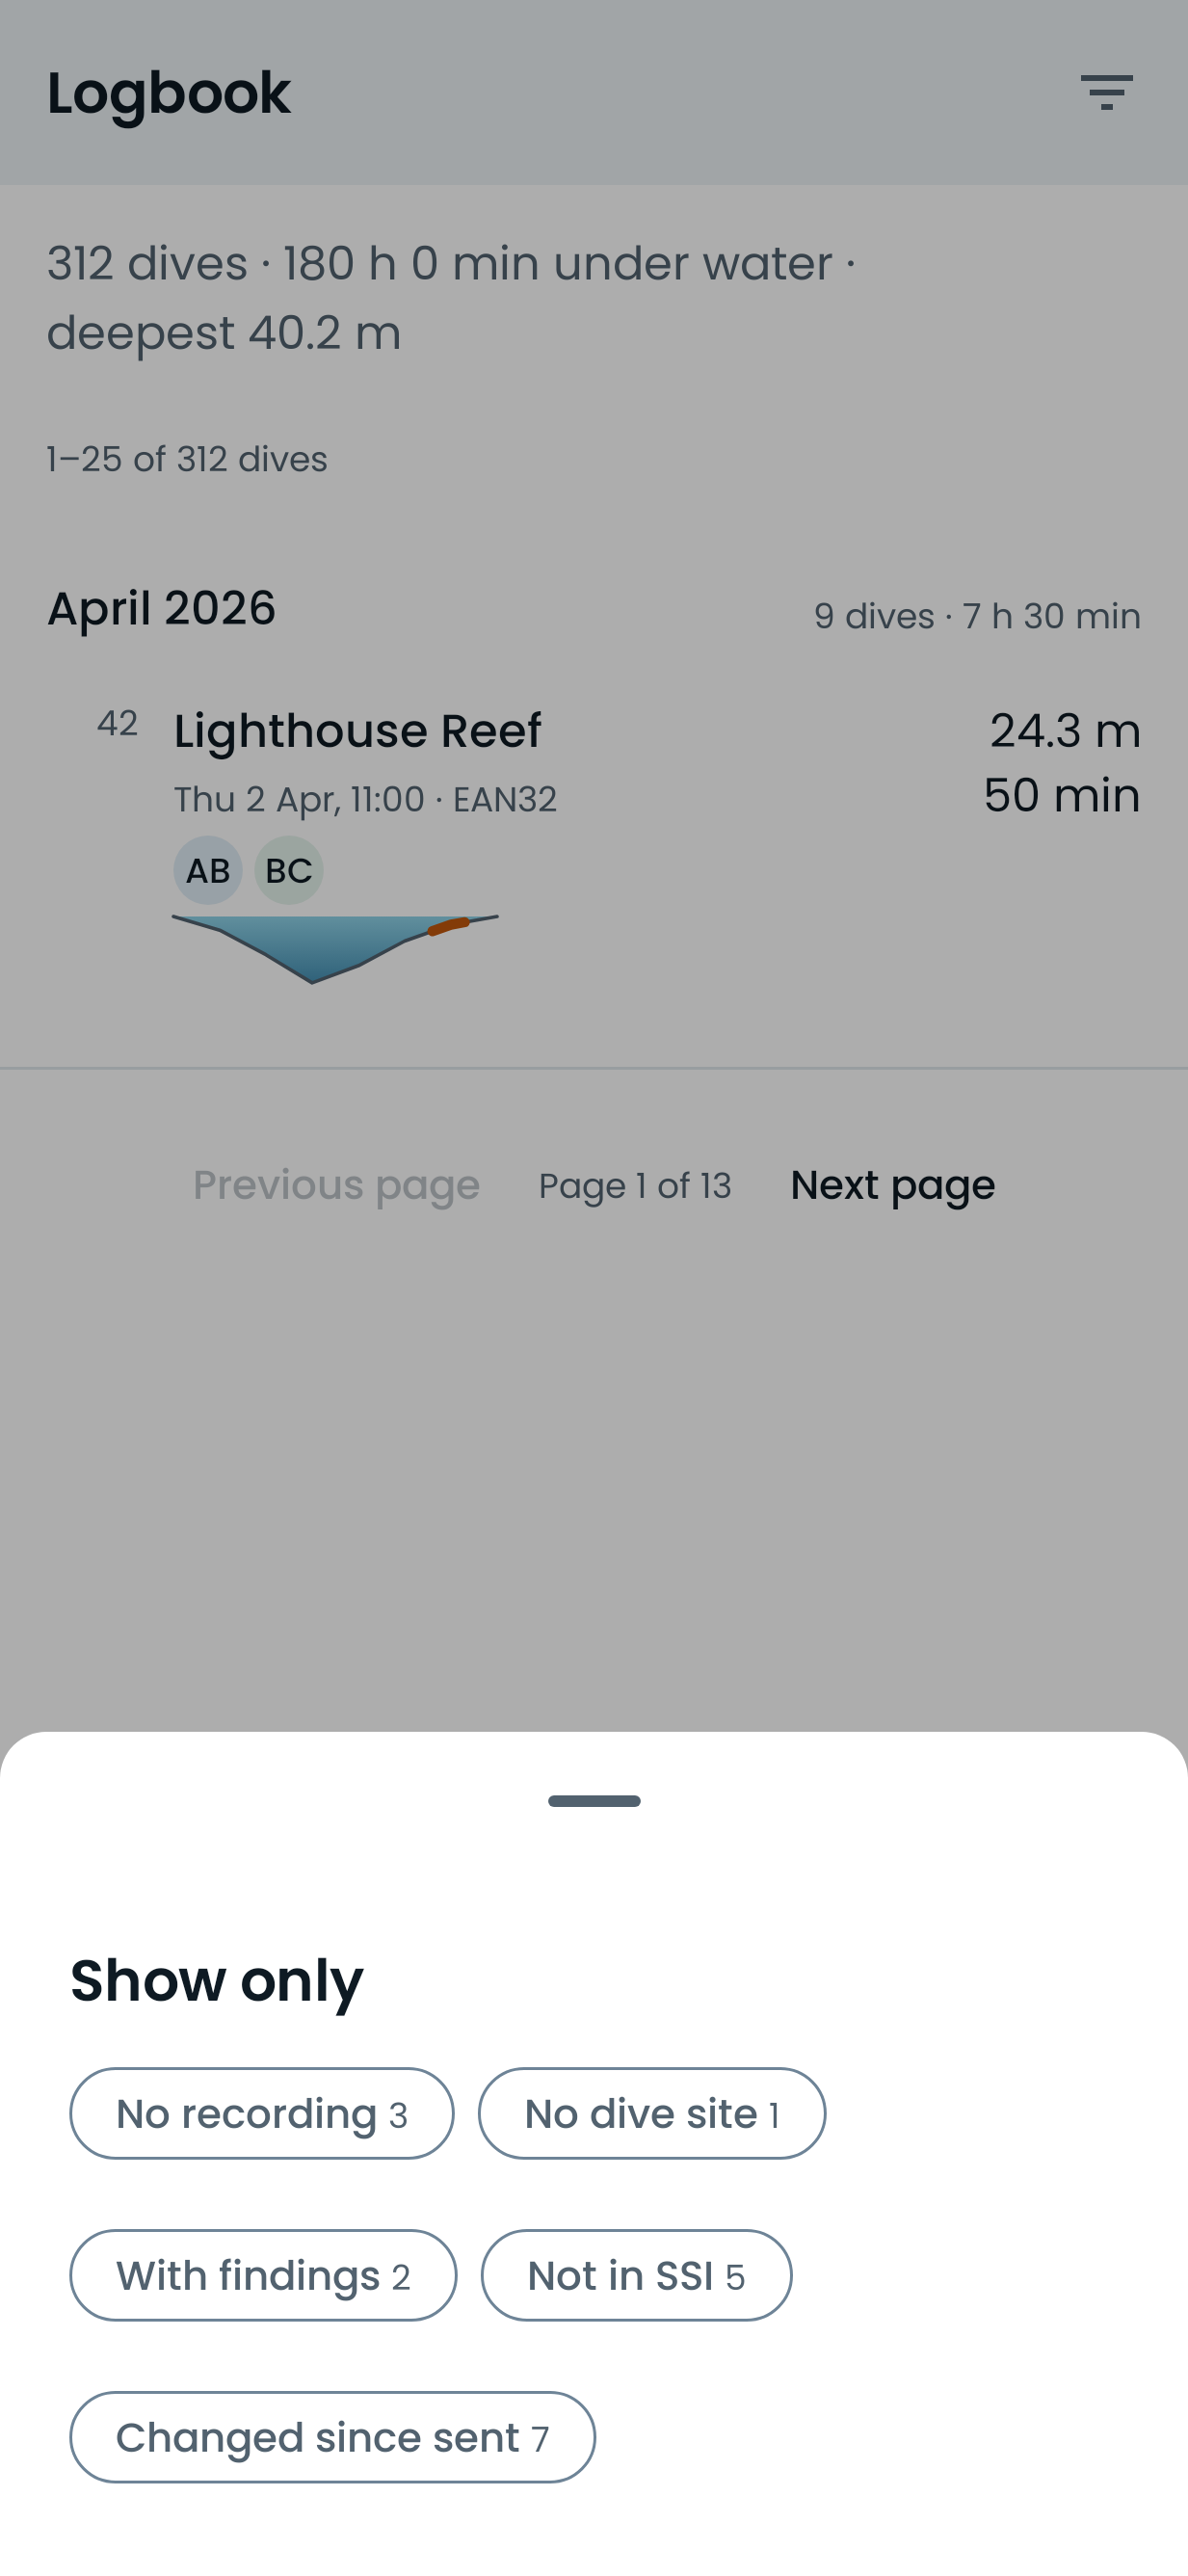 Logbook
312 dives · 180 h 0 min under water ·
deepest 40.2 m
1–25 of 312 dives
April 2026
9 dives · 7 h 30 min
42
Lighthouse Reef
24.3 m
Thu 2 Apr, 11:00 · EAN32
50 min
AB BC
Previous page Page 1 of 13 Next page
Show only
No recording 3 No dive site 1
With findings 2 Not in SSI 5
Changed since sent 7